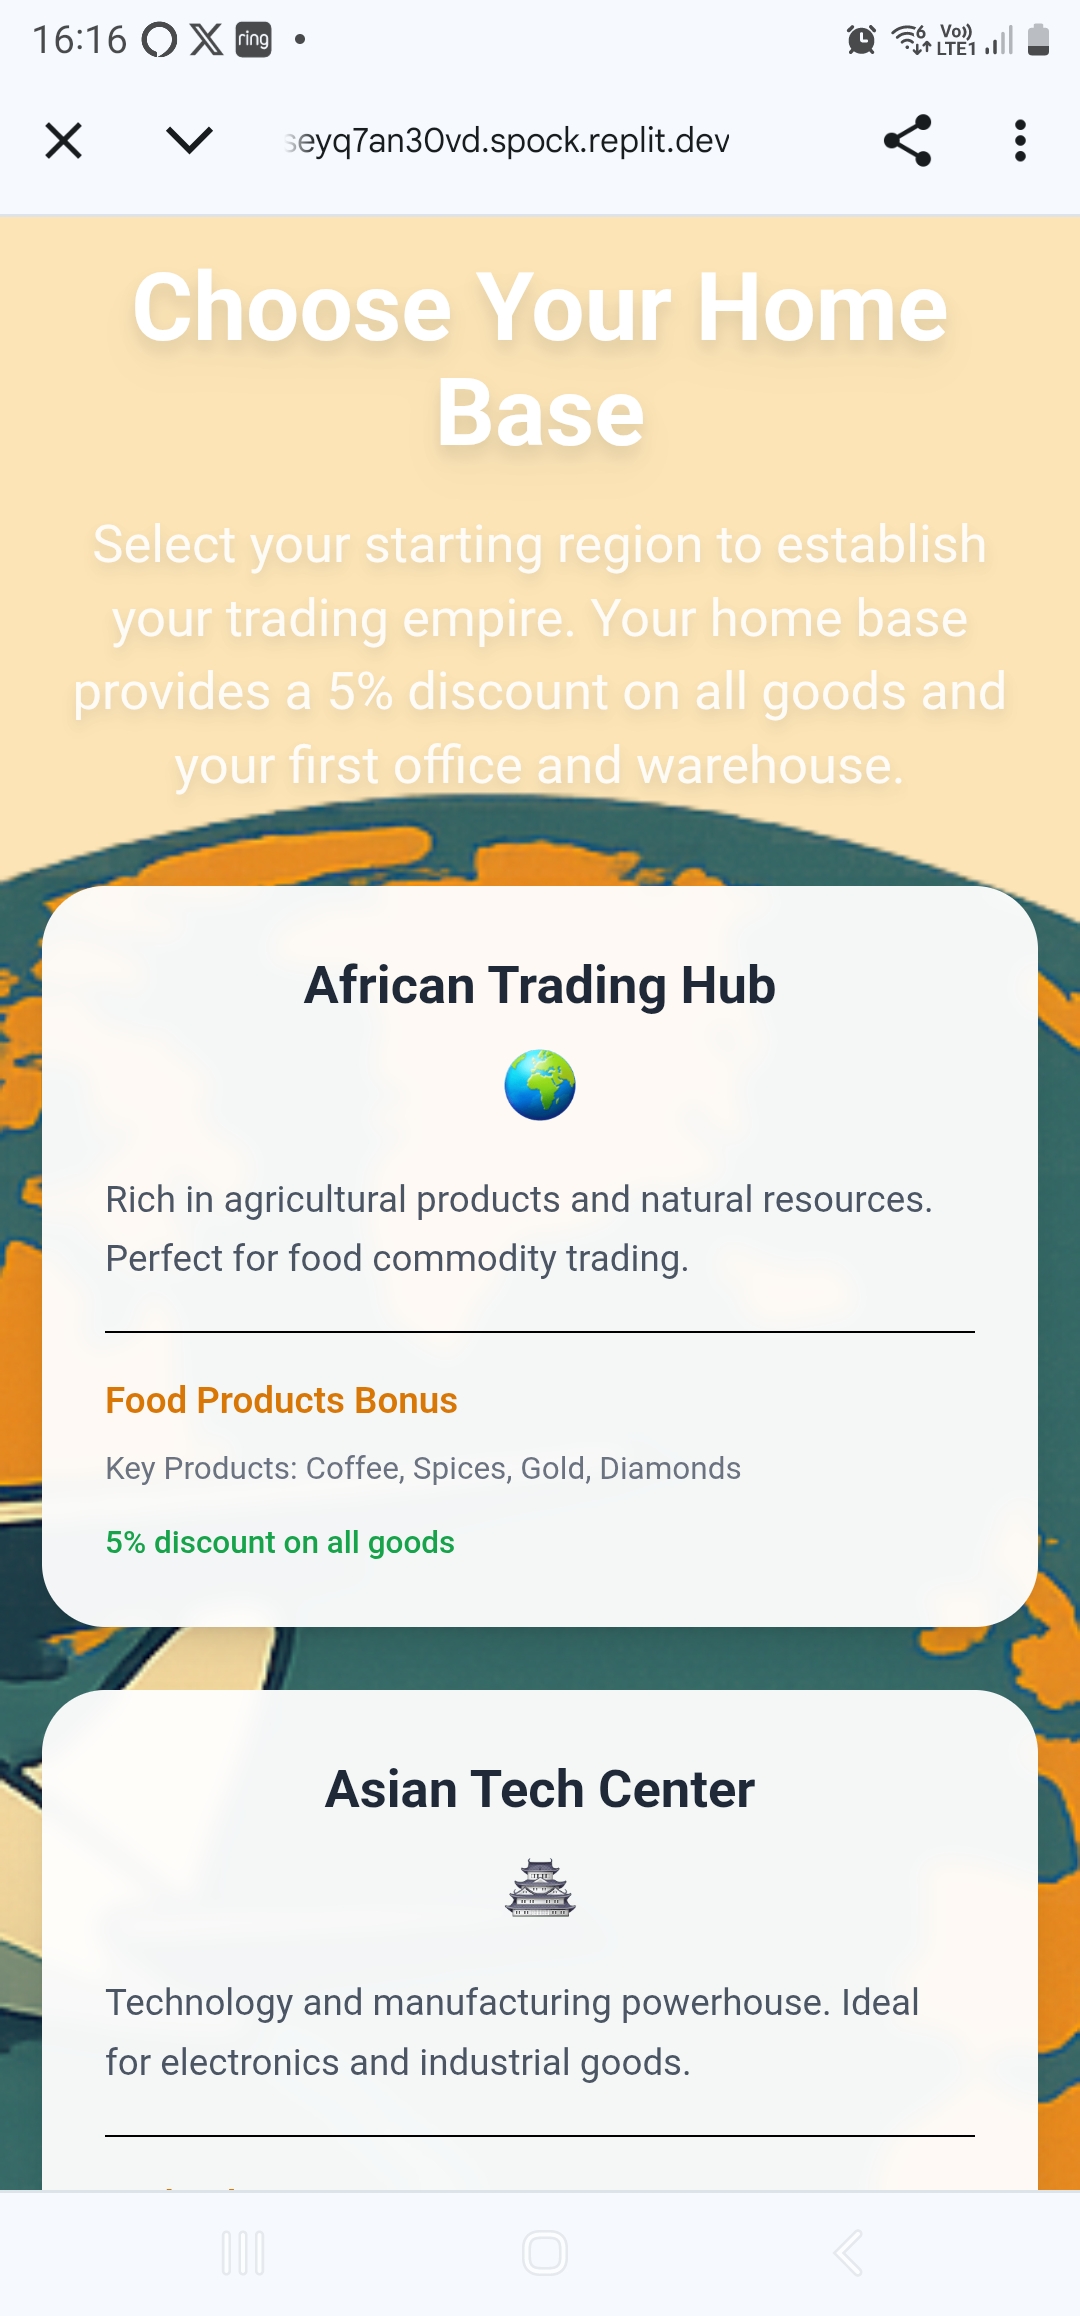 16:16 ring Vo)) LTE1
seyq7an30vd.spock.replit.dev
Choose Your Home
Base
Select your starting region to establish
your trading empire. Your home base
provides a 5% discount on all goods and
your first office and warehouse.
African Trading Hub
Rich in agricultural products and natural resources.
Perfect for food commodity trading.
Food Products Bonus
Key Products: Coffee, Spices, Gold, Diamonds
5% discount on all goods
Asian Tech Center
Technology and manufacturing powerhouse. Ideal
for electronics and industrial goods.